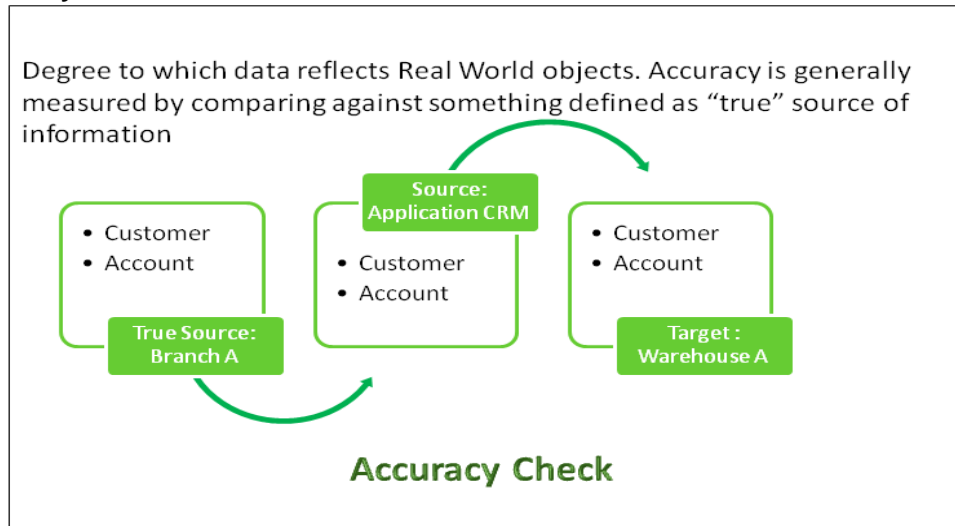 Degree to which data reflects Real World objects. Accuracy is generally
measured by comparing against something defined as “true” source of
information
• Customer
• Account
True Source:
Branch A
Source:
Application CRM
• Customer
• Account
• Customer
• Account
Target :
Warehouse A
Accuracy Check